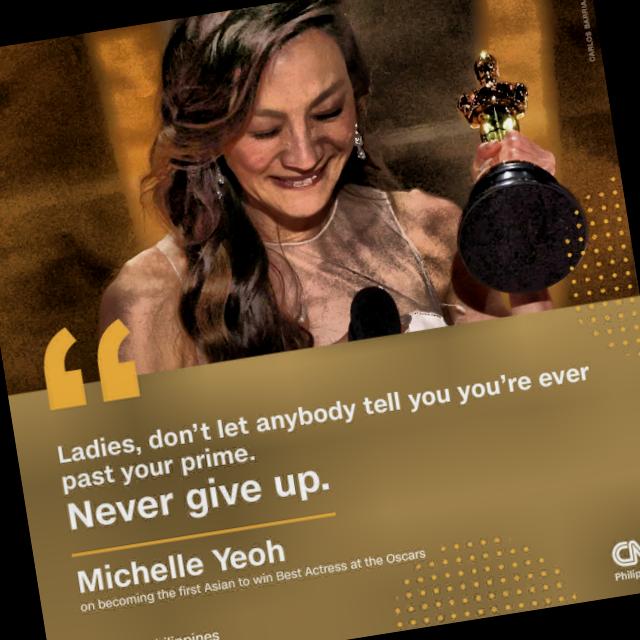 Ladies, don't let anybody tell you you're ever
past your prime.
Never give up.
Michelle Yeoh
on becoming the first Asian to win Best Actress at the Oscars